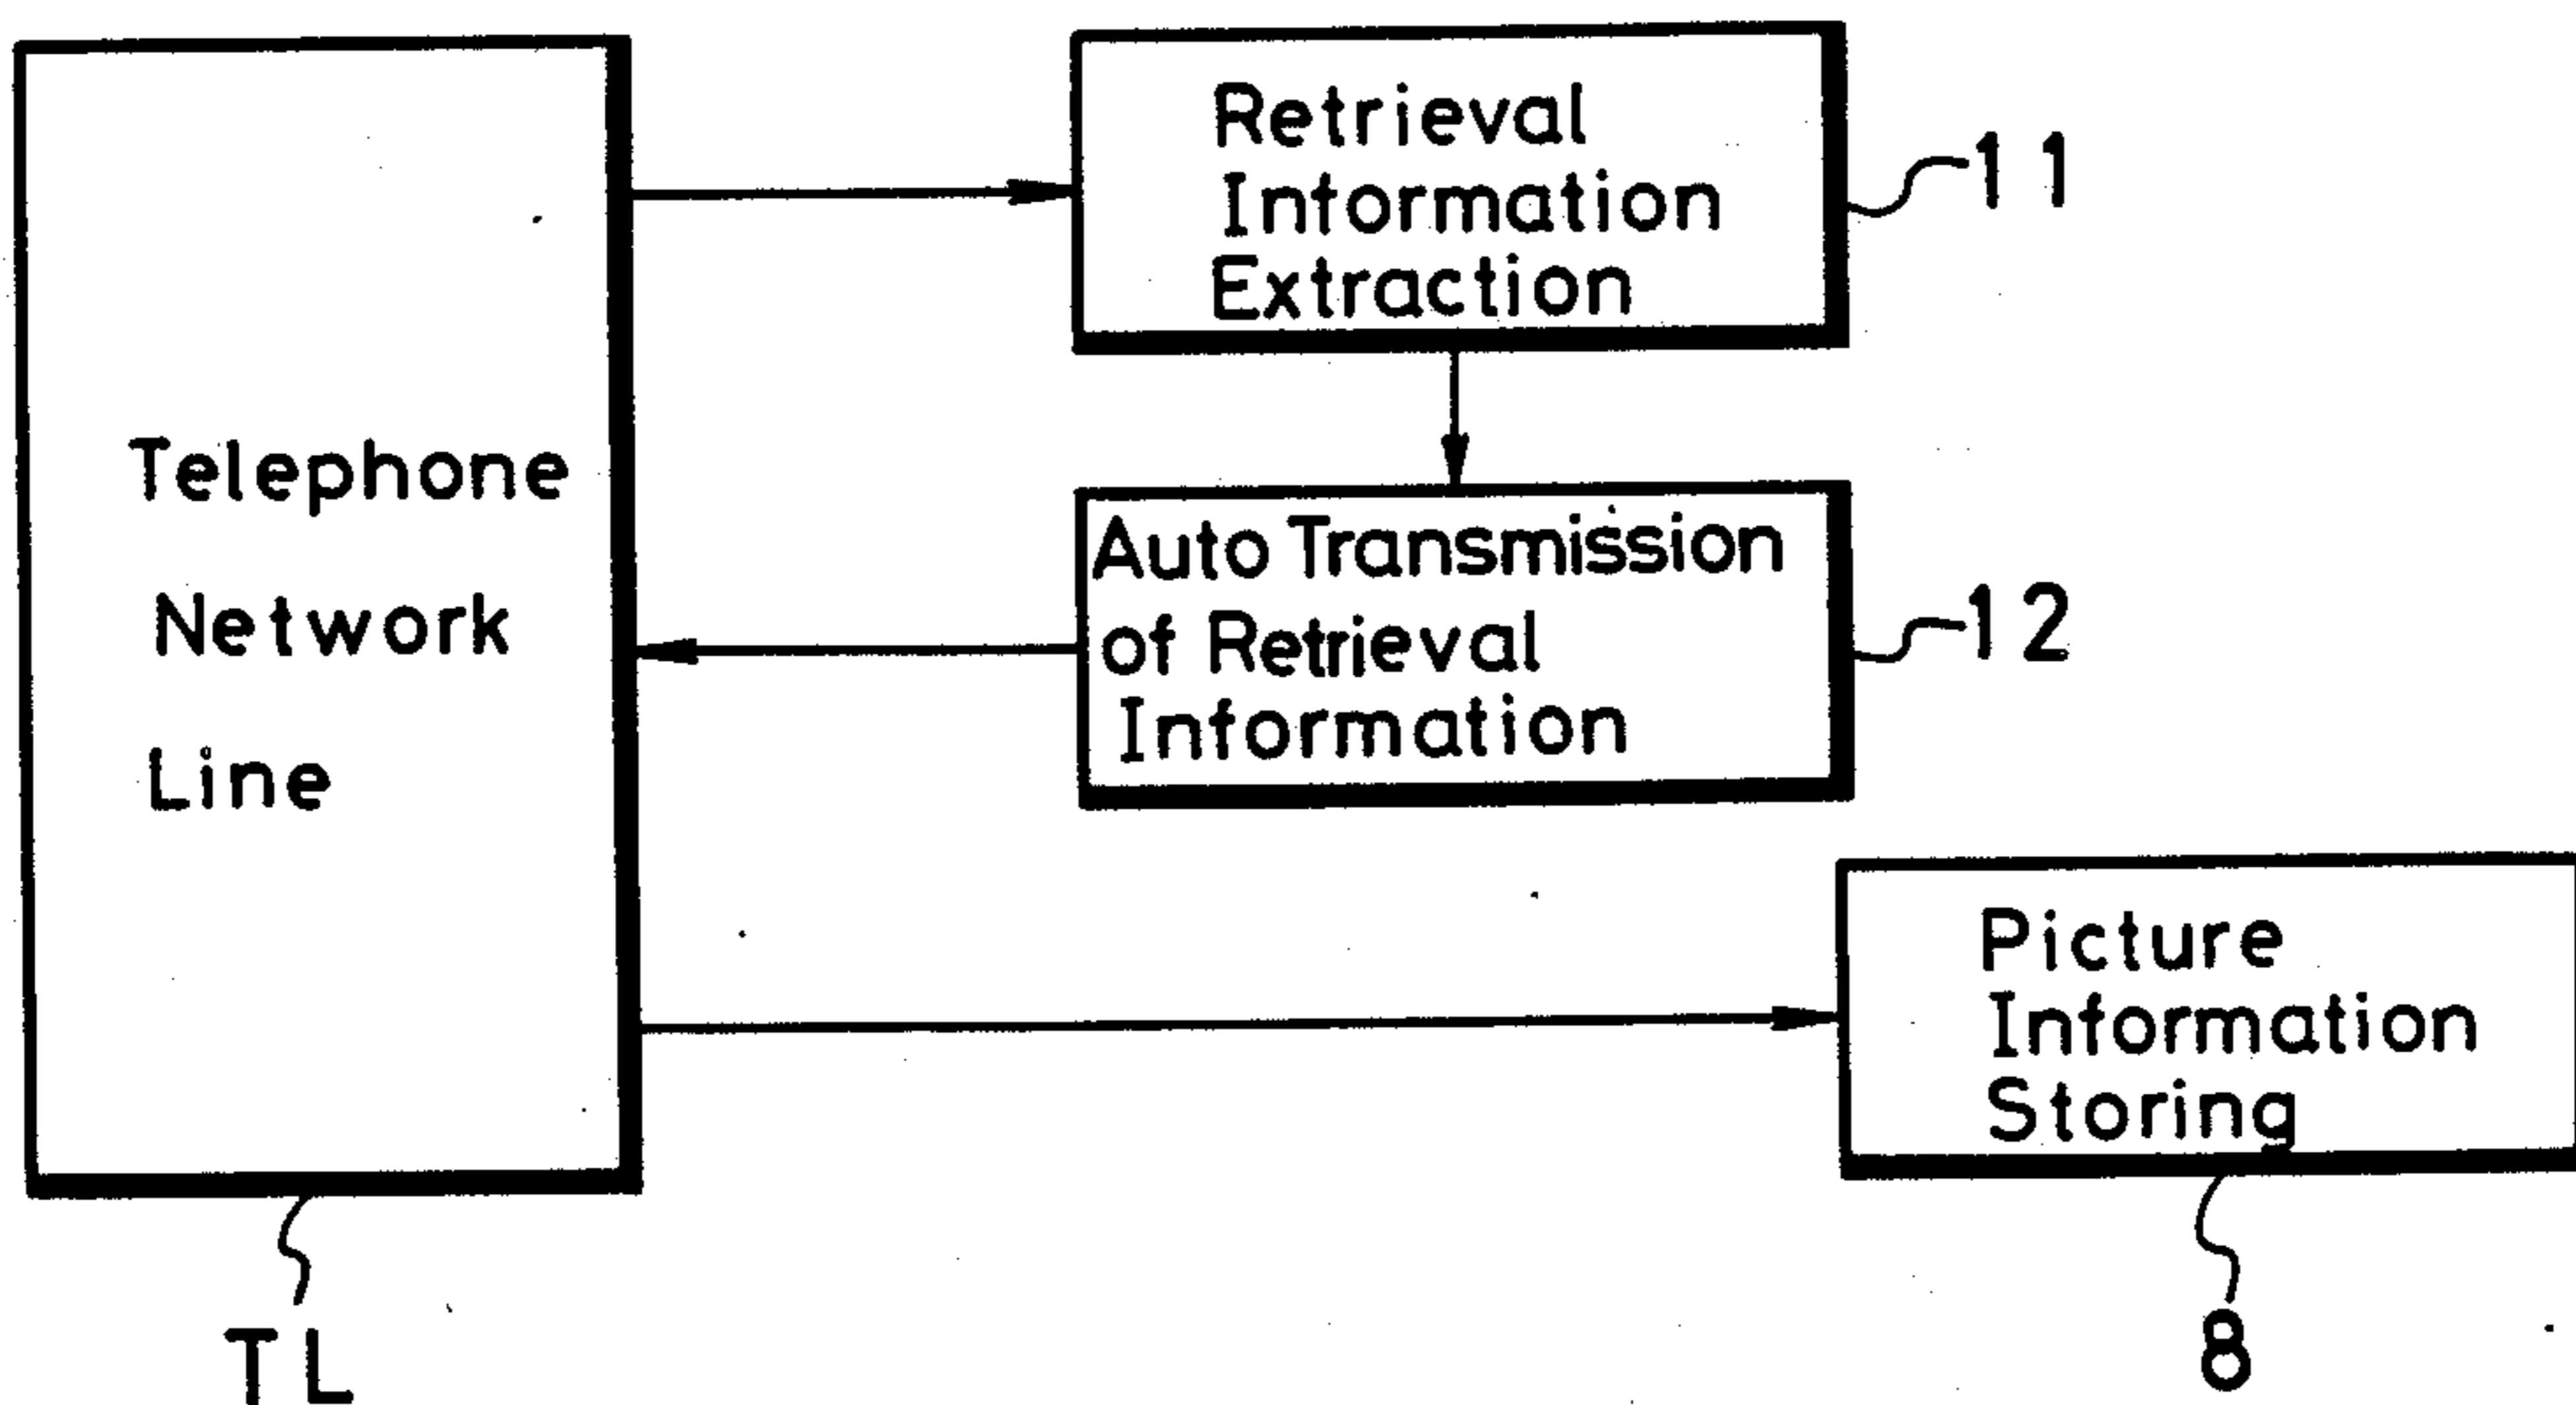 Telephone
Network
Line
TL
Retrieval
Information
Extraction
11
Auto Transmission
of Retrieval
Information
12
Picture
Information
Storing
8